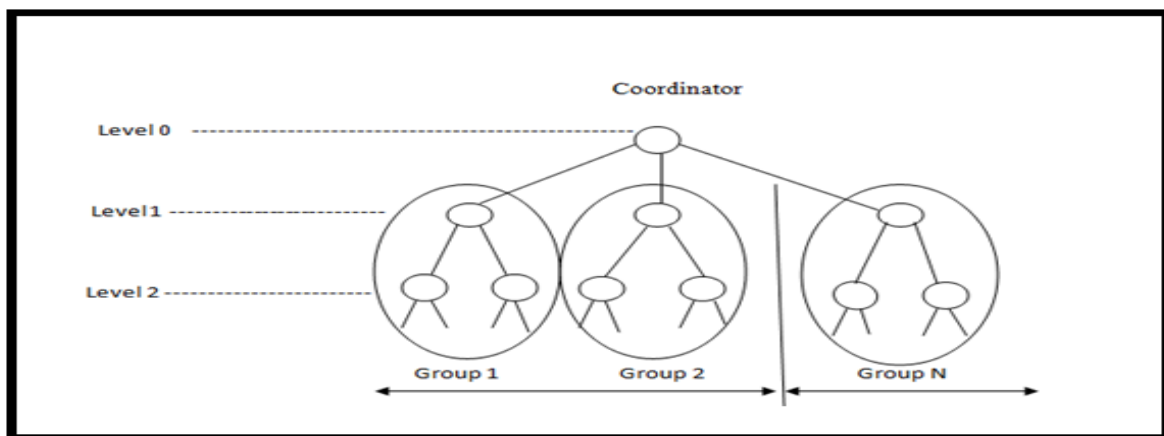 Coordinator
Level 0
Level 1
Level 2
Group 1
Group 2
Group N